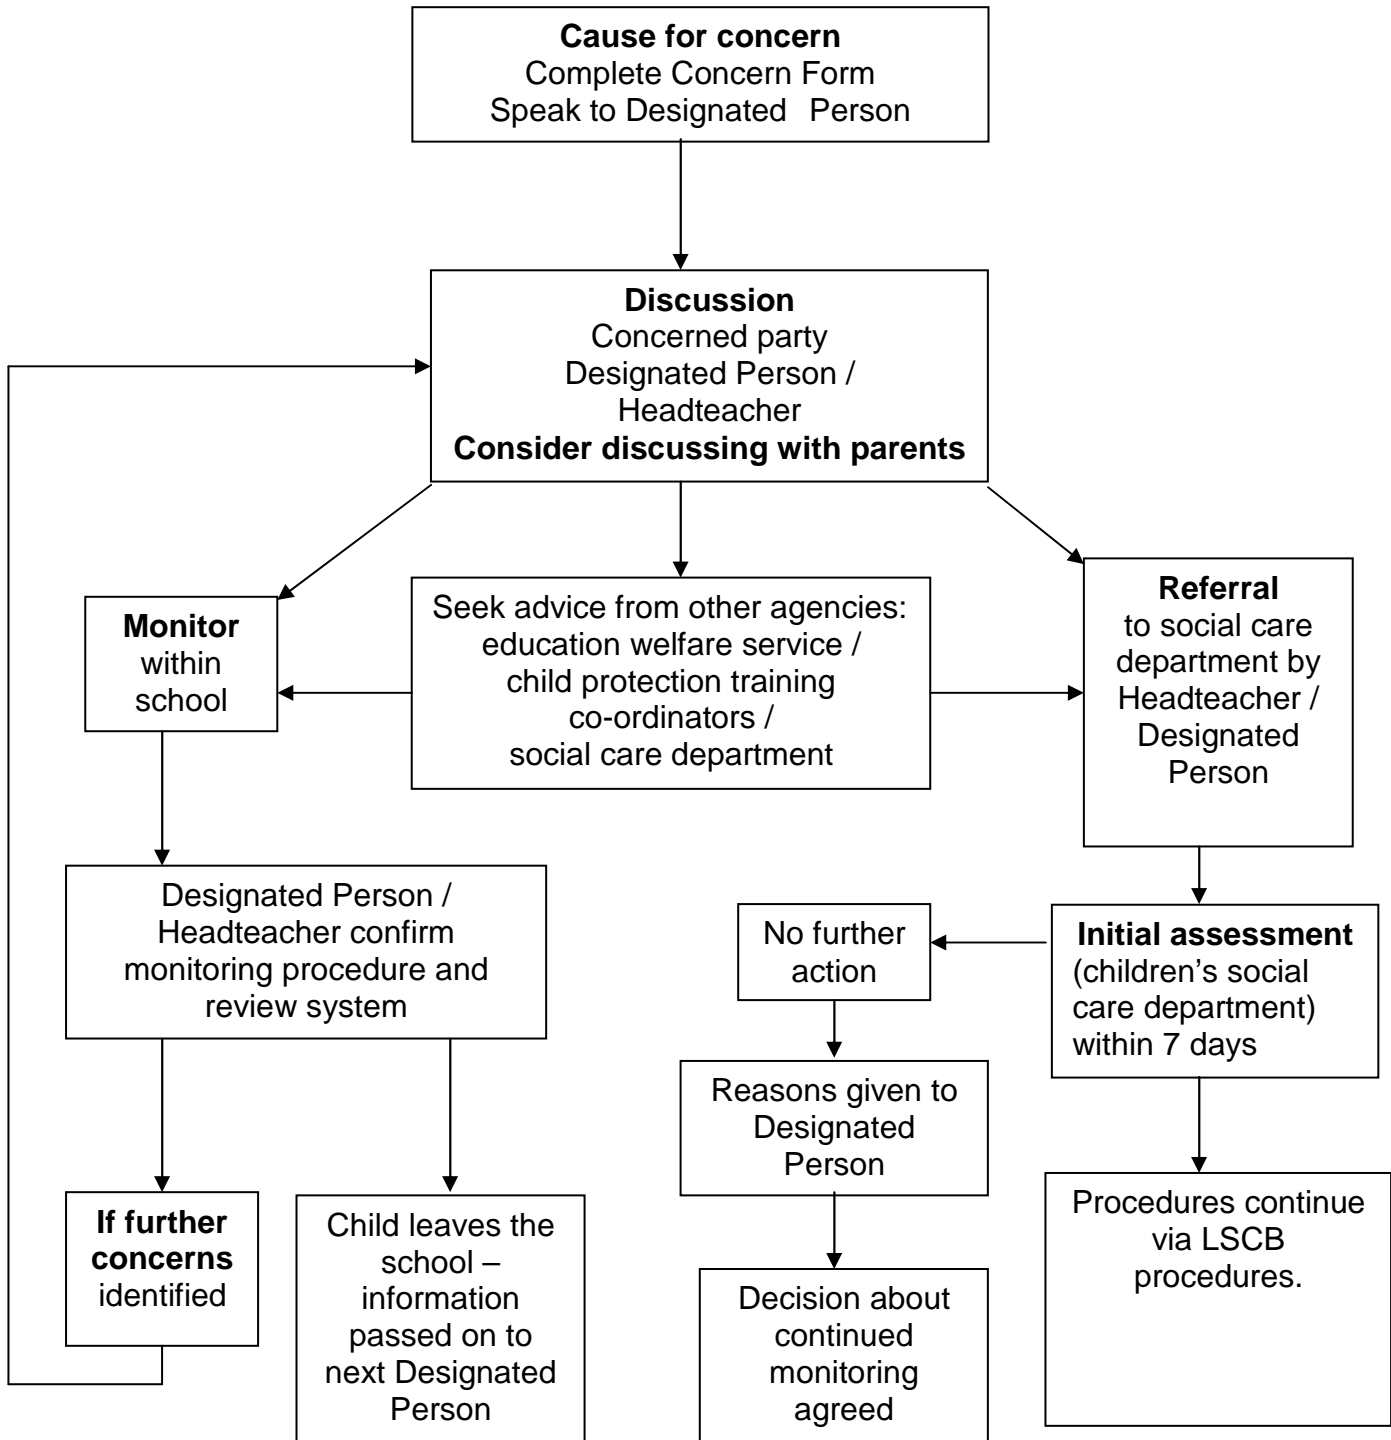 Cause for concern
Complete Concern Form
Speak to Designated Person
Discussion
Concerned party
Designated Person /
Headteacher
Consider discussing with parents
Monitor
within
school
Seek advice from other agencies:
education welfare service /
child protection training
co-ordinators /
social care department
Referral
to social care
department by
Headteacher /
Designated
Person
Designated Person /
Headteacher confirm
monitoring procedure and
review system
No further
action
Initial assessment
(children’s social
care department)
within 7 days
Reasons given to
Designated
Person
If further
concerns
identified
Child leaves the
school –
information
passed on to
next Designated
Person
Decision about
continued
monitoring
agreed
Procedures continue
via LSCB
procedures.